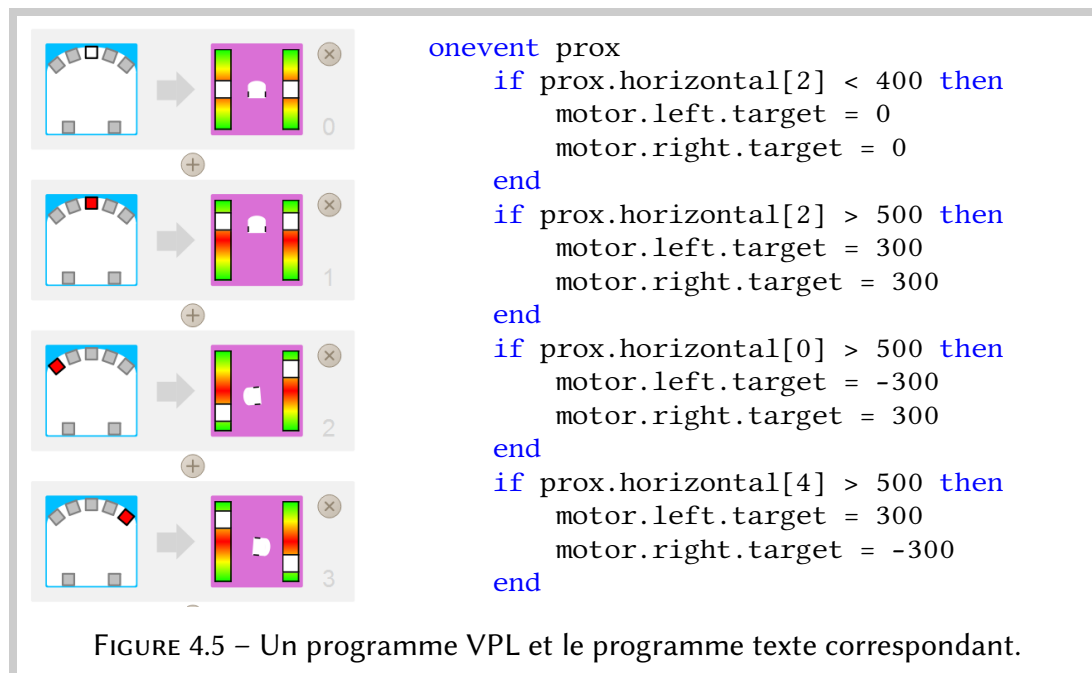 0
1
2
3
onevent prox
if prox.horizontal[2] < 400 then
motor.left.target = 0
motor.right.target = 0
end
if prox.horizontal[2] > 500 then
motor.left.target = 300
motor.right.target = 300
end
if prox.horizontal[0] > 500 then
motor.left.target = -300
motor.right.target = 300
end
if prox.horizontal[4] > 500 then
motor.left.target = 300
motor.right.target = -300
end
FIGURE 4.5 – Un programme VPL et le programme texte correspondant.